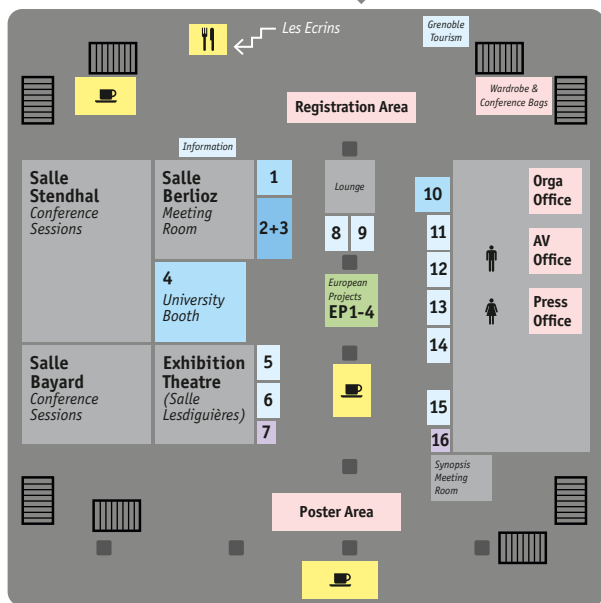 Les Ecrins
Grenoble
Tourism
Wardrobe &
Conference Bags
Registration Area
Information
Salle
Stendhal
Conference
Sessions
Salle
Berlioz
Meeting
Room
1
2+3
Lounge
8
9
10
11
12
13
14
15
16
Orga
Office
AV
Office
Press
Office
4
University
Booth
European
Projects
EP1-4
Salle
Bayard
Conference
Sessions
Exhibition
Theatre
(Salle
Lesdiguières)
5
6
7
Synopsis
Meeting
Room
Poster Area